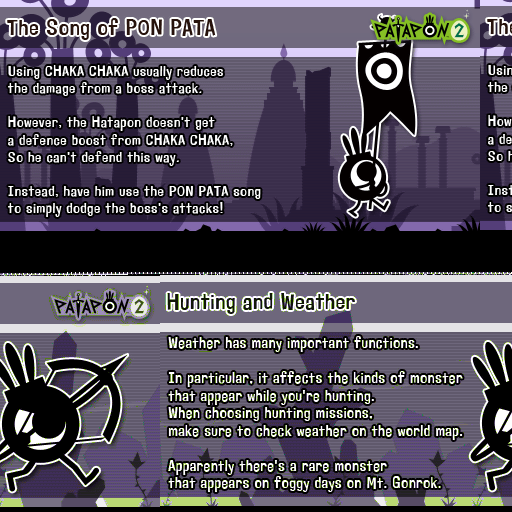 The Song of PON PATA
PATAPON 2
The
Using CHAKA CHAKA usually reduces
the damage from a boss attack.
However, the Hatapon doesn't get
a defence boost from CHAKA CHAKA,
So he can't defend this way.
Instead, have him use the PON PATA song
to simply dodge the boss's attacks!
PATAPON 2
Hunting and Weather
Weather has many important functions.
In particular, it affects the kinds of monster
that appear while you're hunting.
When choosing hunting missions,
make sure to check weather on the world map.
Apparently there's a rare monster
that appears on foggy days on Mt. Gonrok.